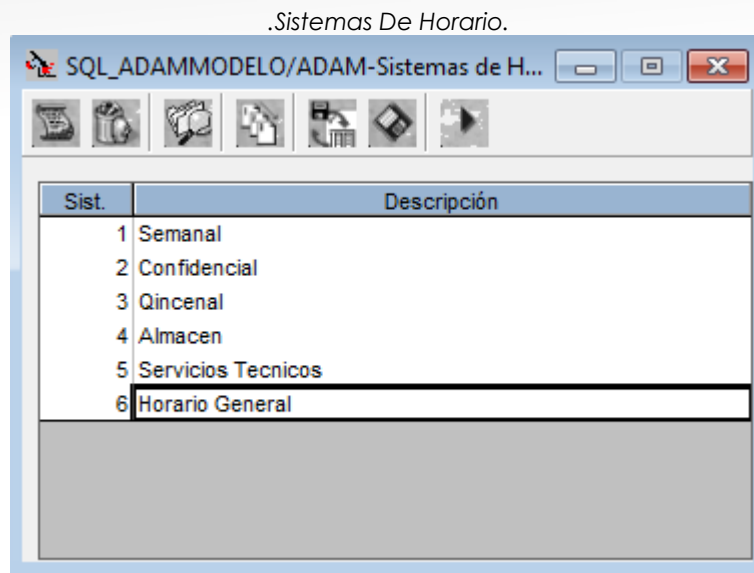 .Sistemas De Horario.
SQL_ADAMMODELO/ADAM-Sistemas de H...
Sist. Descripción
1 Semanal
2 Confidencial
3 Qincenal
4 Almacen
5 Servicios Tecnicos
6 Horario General